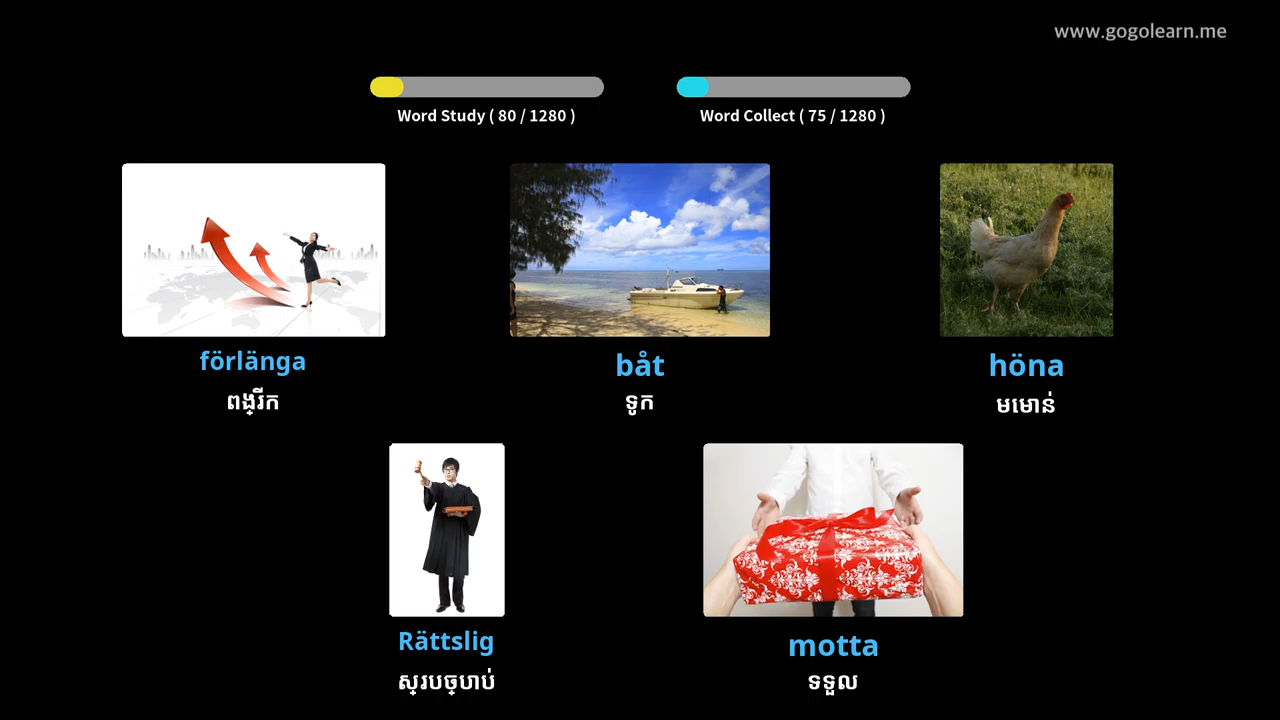 www.gogolearn.me
Word Study ( 80 / 1280 )
Word Collect ( 75 / 1280 )
förlänga
ពង្រីក
båt
ទូក
höna
មេមាន់
Rättslig
ស្របច្បាប់
motta
ទទួល